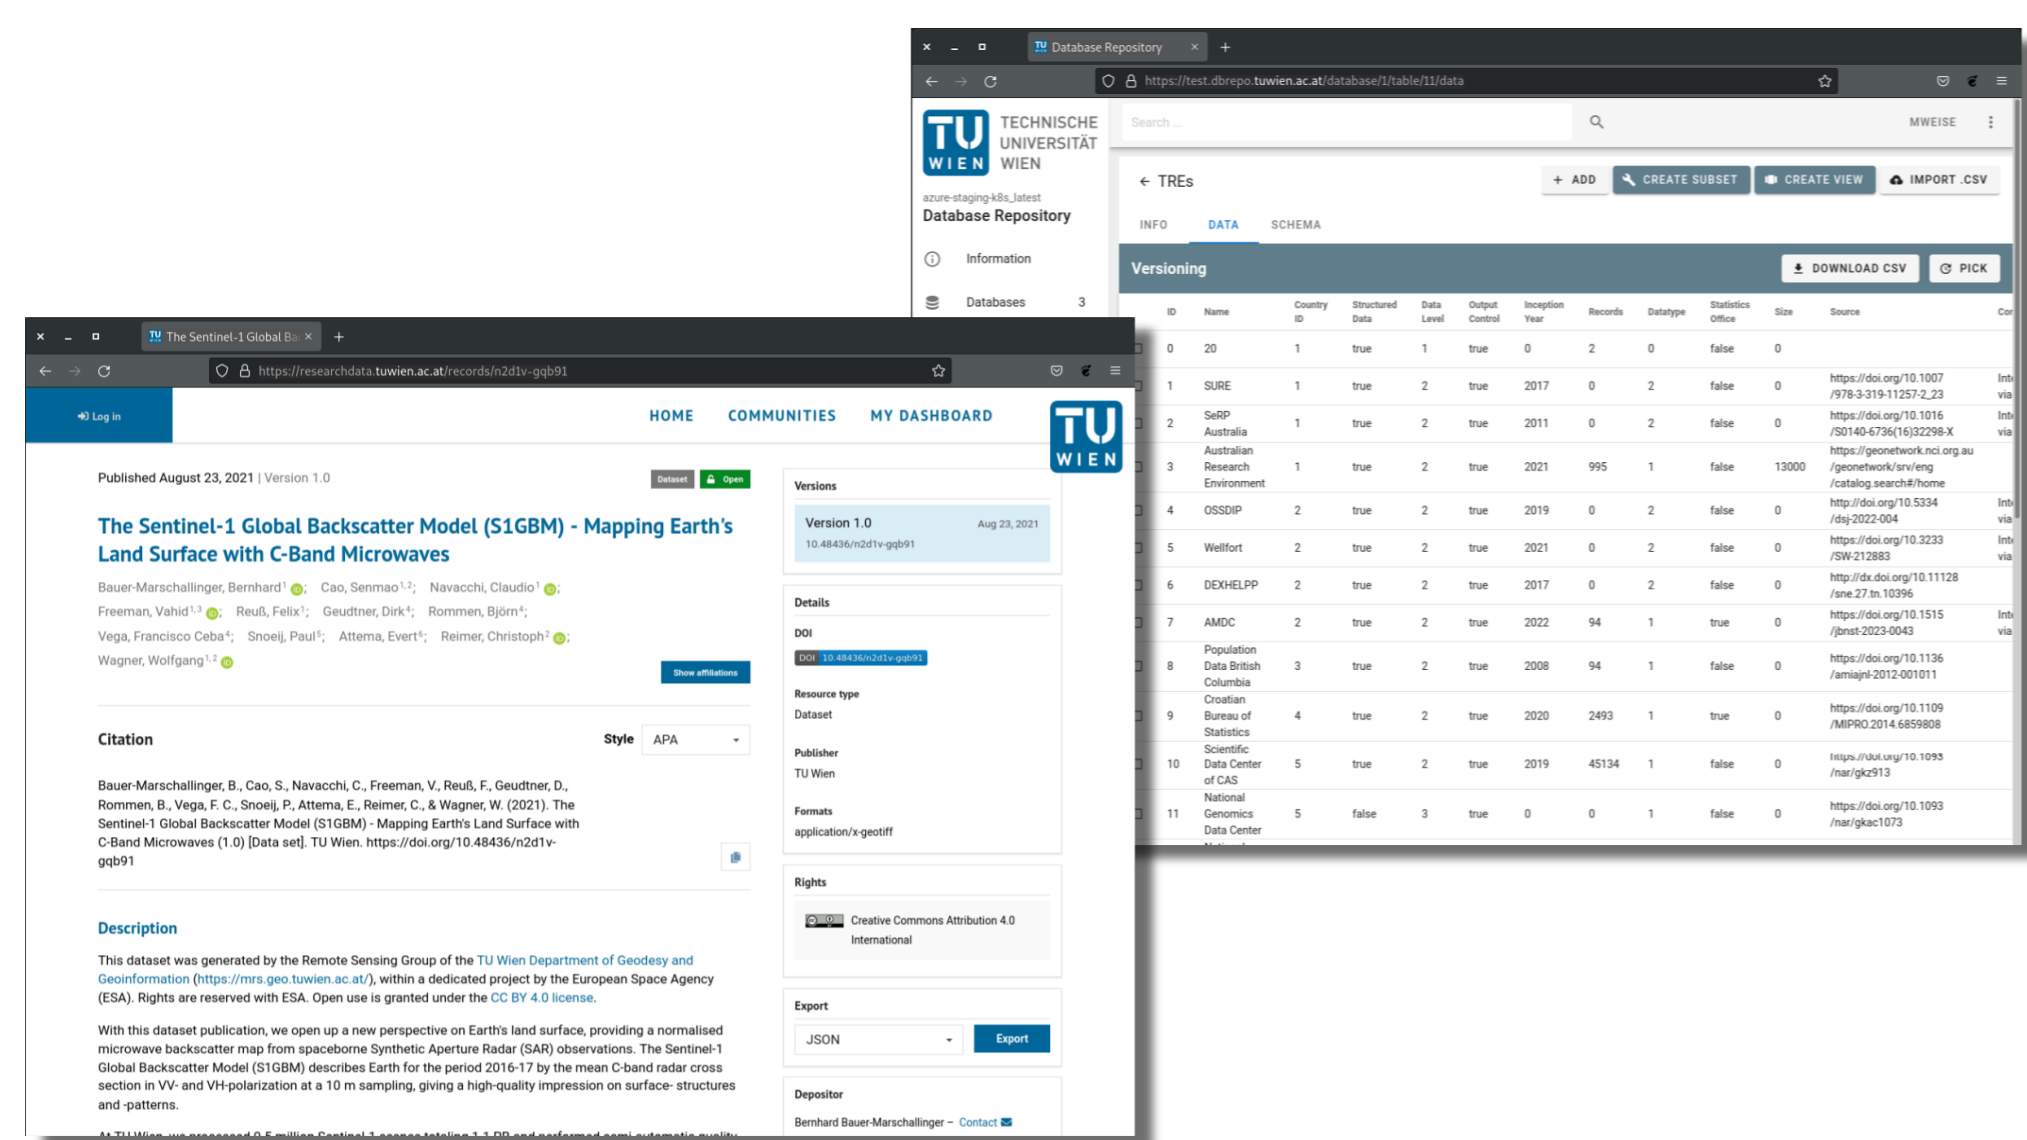 Database Repository
https://test.dbrepo.tuwien.ac.at/database/1/table/11/data
TU WIEN
TECHNISCHE
UNIVERSITÄT
WIEN
Search ...
MWEISE
azure-staging-k8s_latest
Database Repository
Information
Databases 3
TREs
+ ADD CREATE SUBSET CREATE VIEW IMPORT .CSV
INFO DATA SCHEMA
Versioning DOWNLOAD CSV PICK
ID Name Country ID Structured Data Data Level Output Control Inception Year Records Datatype Statistics Office Size Source
0 20 1 true 1 true 0 2 0 false 0
1 SURE 1 true 2 true 2017 0 2 false 0 https://doi.org/10.1007/978-3-319-11257-2_23
2 SeRP Australia 1 true 2 true 2011 0 2 false 0 https://doi.org/10.1016/S0140-6736(16)32298-X
3 Australian Research Environment 1 true 2 true 2021 995 1 false 13000 https://geonetwork.nci.org.au/geonetwork/srv/eng/catalog.search#/home
4 OSSDIP 2 true 2 true 2019 0 2 false 0 http://doi.org/10.5334/dsj-2022-004
5 Wellfort 2 true 2 true 2021 0 2 false 0 https://doi.org/10.3233/SW-212883
6 DEXHELPP 2 true 2 true 2017 0 2 false 0 http://dx.doi.org/10.11128/sne.27.tn.10396
7 AMDC 2 true 2 true 2022 94 1 true 0 https://doi.org/10.1515/jbnst-2023-0043
8 Population Data British Columbia 3 true 2 true 2008 94 1 false 0 https://doi.org/10.1136/amiajnl-2012-001011
9 Croatian Bureau of Statistics 4 true 2 true 2020 2493 1 true 0 https://doi.org/10.1109/MIPRO.2014.6859808
10 Scientific Data Center of CAS 5 true 2 true 2019 45134 1 false 0 https://doi.org/10.1093/nar/gkz913
11 National Genomics Data Center 5 false 3 true 0 0 1 false 0 https://doi.org/10.1093/nar/gkac1073
The Sentinel-1 Global Bac
https://researchdata.tuwien.ac.at/records/n2d1v-gqb91
Log in
HOME COMMUNITIES MY DASHBOARD
TU WIEN
Published August 23, 2021 | Version 1.0
Dataset Open
The Sentinel-1 Global Backscatter Model (S1GBM) - Mapping Earth's
Land Surface with C-Band Microwaves
Bauer-Marschallinger, Bernhard1; Cao, Senmao1,2; Navacchi, Claudio1;
Freeman, Vahid1,3; Reuß, Felix1; Geudtner, Dirk4; Rommen, Björn4;
Vega, Francisco Ceba4; Snoeij, Paul5; Attema, Evert6; Reimer, Christoph2;
Wagner, Wolfgang1,2
Show affiliations
Citation
Style APA
Bauer-Marschallinger, B., Cao, S., Navacchi, C., Freeman, V., Reuß, F., Geudtner, D.,
Rommen, B., Vega, F. C., Snoeij, P., Attema, E., Reimer, C., & Wagner, W. (2021). The
Sentinel-1 Global Backscatter Model (S1GBM) - Mapping Earth's Land Surface with
C-Band Microwaves (1.0) [Data set]. TU Wien. https://doi.org/10.48436/n2d1v-
gqb91
Description
This dataset was generated by the Remote Sensing Group of the TU Wien Department of Geodesy and
Geoinformation (https://mrs.geo.tuwien.ac.at/), within a dedicated project by the European Space Agency
(ESA). Rights are reserved with ESA. Open use is granted under the CC BY 4.0 license.
With this dataset publication, we open up a new perspective on Earth's land surface, providing a normalised
microwave backscatter map from spaceborne Synthetic Aperture Radar (SAR) observations. The Sentinel-1
Global Backscatter Model (S1GBM) describes Earth for the period 2016-17 by the mean C-band radar cross
section in VV- and VH-polarization at a 10 m sampling, giving a high-quality impression on surface- structures
and -patterns.
At TU Wien, we processed 0.5 million Sentinel-1 scenes totaling 1.1 PB and performed semi-automatic quality
Versions
Version 1.0 Aug 23, 2021
10.48436/n2d1v-gqb91
Details
DOI
DOI 10.48436/n2d1v-gqb91
Resource type
Dataset
Publisher
TU Wien
Formats
application/x-geotiff
Rights
Creative Commons Attribution 4.0
International
Export
JSON Export
Depositor
Bernhard Bauer-Marschallinger – Contact